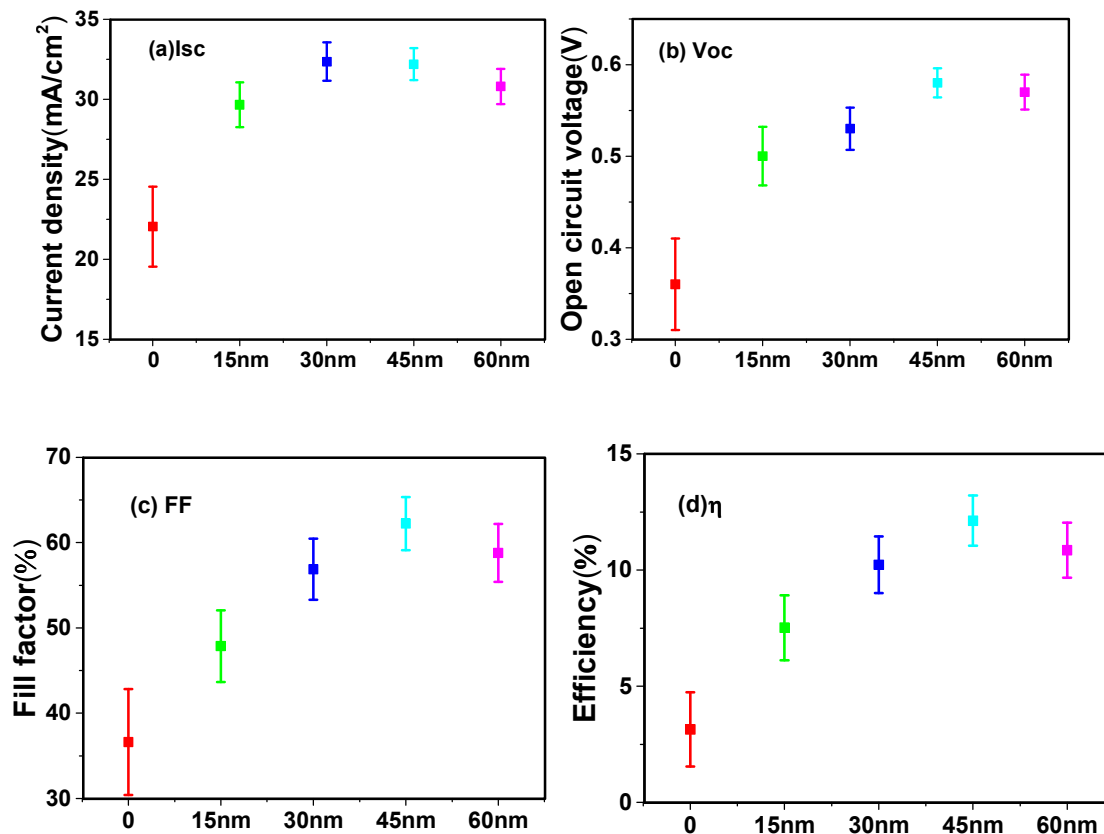 (a)Isc
Current density(mA/cm²)
35
30
25
20
15
0 15nm 30nm 45nm 60nm
(b) Voc
Open circuit voltage(V)
0.6
0.5
0.4
0.3
0 15nm 30nm 45nm 60nm
(c) FF
Fill factor(%)
70
60
50
40
30
0 15nm 30nm 45nm 60nm
(d)η
Efficiency(%)
15
10
5
0
0 15nm 30nm 45nm 60nm